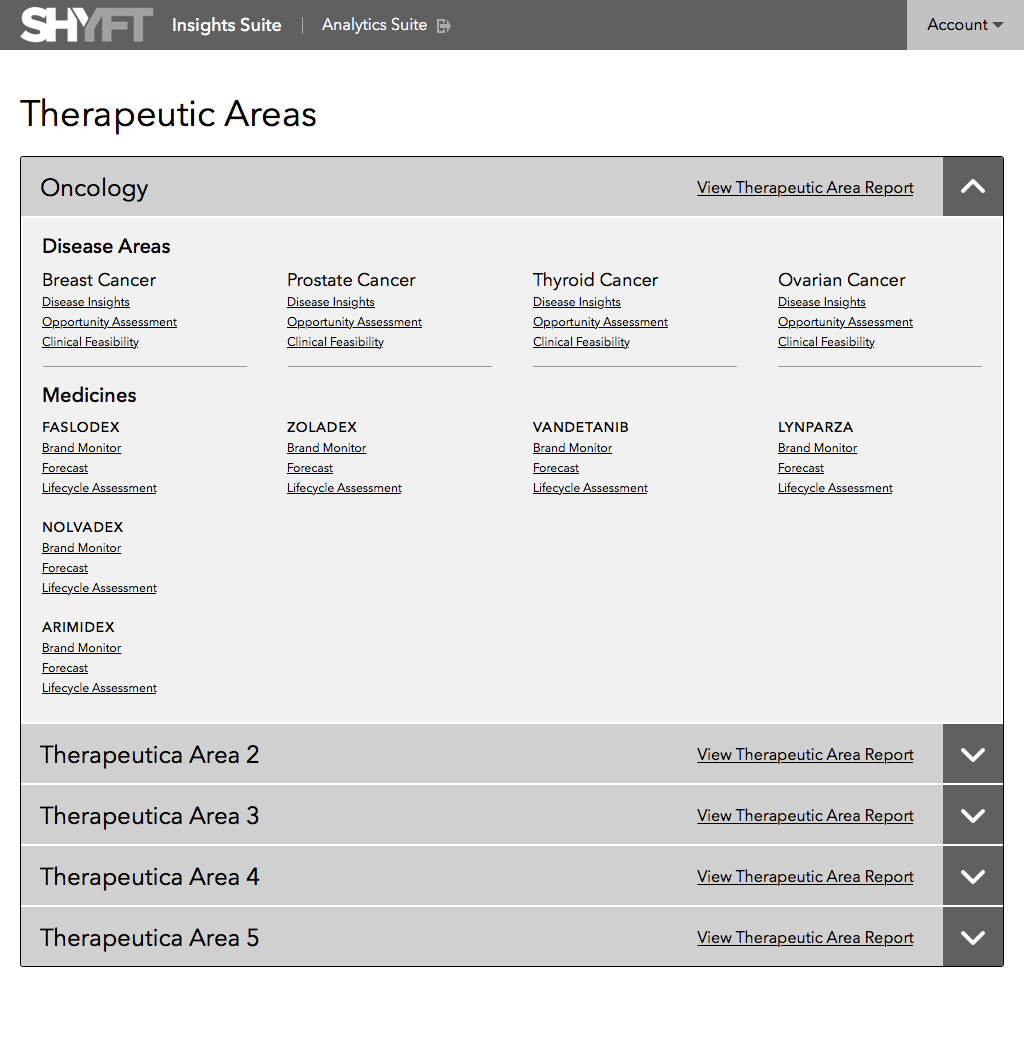 SHYFT Insights Suite | Analytics Suite Account
Therapeutic Areas
Oncology View Therapeutic Area Report
Disease Areas
Breast Cancer Prostate Cancer Thyroid Cancer Ovarian Cancer
Disease Insights Disease Insights Disease Insights Disease Insights
Opportunity Assessment Opportunity Assessment Opportunity Assessment Opportunity Assessment
Clinical Feasibility Clinical Feasibility Clinical Feasibility Clinical Feasibility
Medicines
FASLODEX ZOLADEX VANDETANIB LYNPARZA
Brand Monitor Brand Monitor Brand Monitor Brand Monitor
Forecast Forecast Forecast Forecast
Lifecycle Assessment Lifecycle Assessment Lifecycle Assessment Lifecycle Assessment
NOLVADEX
Brand Monitor
Forecast
Lifecycle Assessment
ARIMIDEX
Brand Monitor
Forecast
Lifecycle Assessment
Therapeutica Area 2 View Therapeutic Area Report
Therapeutica Area 3 View Therapeutic Area Report
Therapeutica Area 4 View Therapeutic Area Report
Therapeutica Area 5 View Therapeutic Area Report